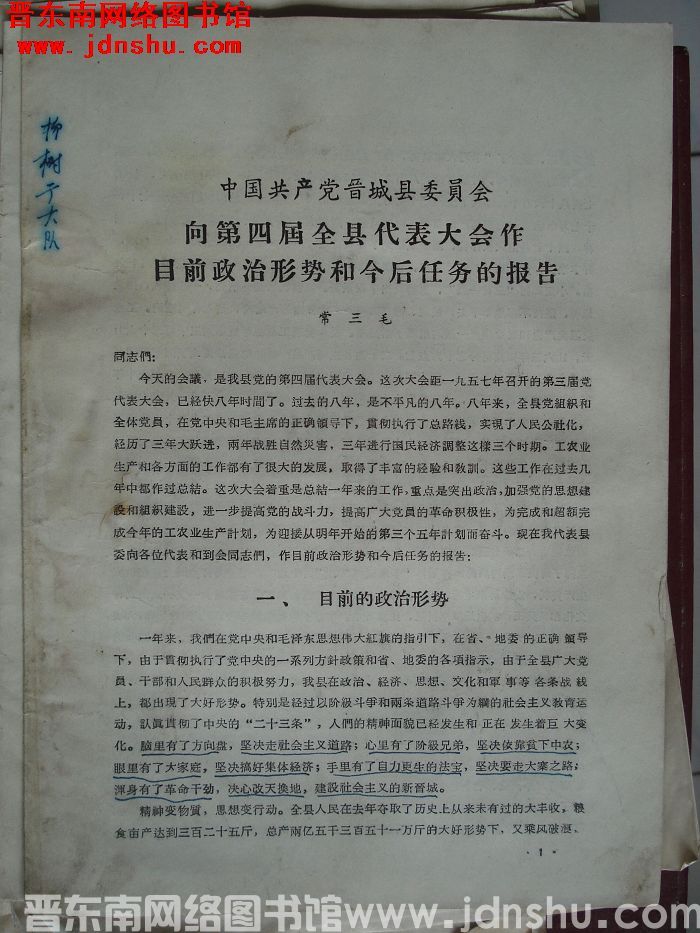 晋东南网络图书馆
www.jdnshu.com
柳树于大队
中国共产党晋城县委員会
向第四届全县代表大会作
目前政治形势和今后任务的报告
常三毛
同志們：
今天的会議，是我县党的第四届代表大会。这次大会距一九五七年召开的第三届党
代表大会，已經快八年时間了。过去的八年，是不平凡的八年。八年来，全县党組织和
全体党員，在党中央和毛主席的正确領导下，貫彻执行了总路綫，实現了人民公社化，
经历了三年大跃进，兩年战胜自然災害，三年进行国民经济調整这樣三个时期。工农业
生产和各方面的工作都有了很大的发展，取得了丰富的經驗和敎訓。这些工作在过去几
年中都作过总結。这次大会着重是总結一年来的工作，重点是突出政治，加强党的思想建
設和組織建設，进一步提高党的战斗力，提高广大党員的革命积极性，为完成和超額完
成今年的工农业生产計划，为迎接从明年开始的第三个五年計划而奋斗。現在我代表县
委向各位代表和到会同志們，作目前政治形势和今后任务的报告：
一、 目前的政治形势
一年来，我們在党中央和毛泽东思想伟大紅旗的指引下，在省、地委的正确領导
下，由于貫彻执行了党中央的一系列方針政策和省、地委的各項指示，由于全县广大党
員、干部和人民群众的积极努力，我县在政治、经济、思想、文化和軍事等各条战线
上，都出現了大好形势。特別是经过以阶級斗爭和兩条道路斗爭为綱的社会主义敎育运
动，認眞貫彻了中央的“二十三条”，人們的精神面貌已经发生和正在发生着巨大变
化。脑里有了方向盘，坚决走社会主义道路；心里有了阶級兄弟，坚决依靠貧下中农；
眼里有了大家庭，坚决搞好集体經济；手里有了自力更生的法宝，坚决要走大寨之路；
渾身有了革命干劲，决心改天換地，建設社会主义的新晋城。
精神变物質，思想变行动。全县人民在去年夺取了历史上从来未有过的大丰收，粮
食亩产达到三百二十五斤，总产兩亿五千三百五十一万斤的大好形势下，又乘风破浪、
·1·
晋东南网络图书馆www.jdnshu.com